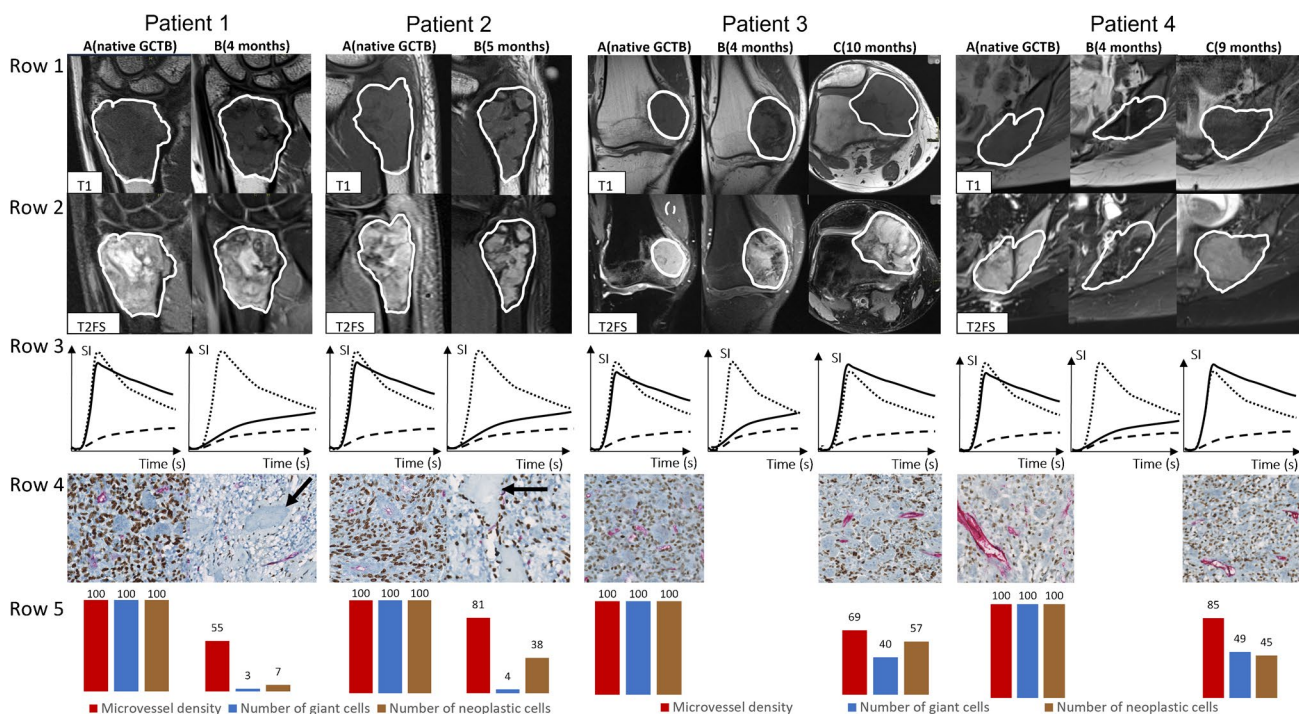 Patient 1 Patient 2 Patient 3 Patient 4
A(native GCTB) B(4 months) A(native GCTB) B(5 months) A(native GCTB) B(4 months) C(10 months) A(native GCTB) B(4 months) C(9 months)
Row 1
T1 T1 T1 T1
Row 2
T2FS T2FS T2FS T2FS
Row 3
SI SI SI SI SI SI SI SI SI SI
Time (s) Time (s) Time (s) Time (s) Time (s) Time (s) Time (s) Time (s) Time (s) Time (s)
Row 4
Row 5
100 100 100 55 3 7 100 100 100 81 4 38 100 100 100 69 40 57 100 100 100 85 49 45
Microvessel density Number of giant cells Number of neoplastic cells Microvessel density Number of giant cells Number of neoplastic cells